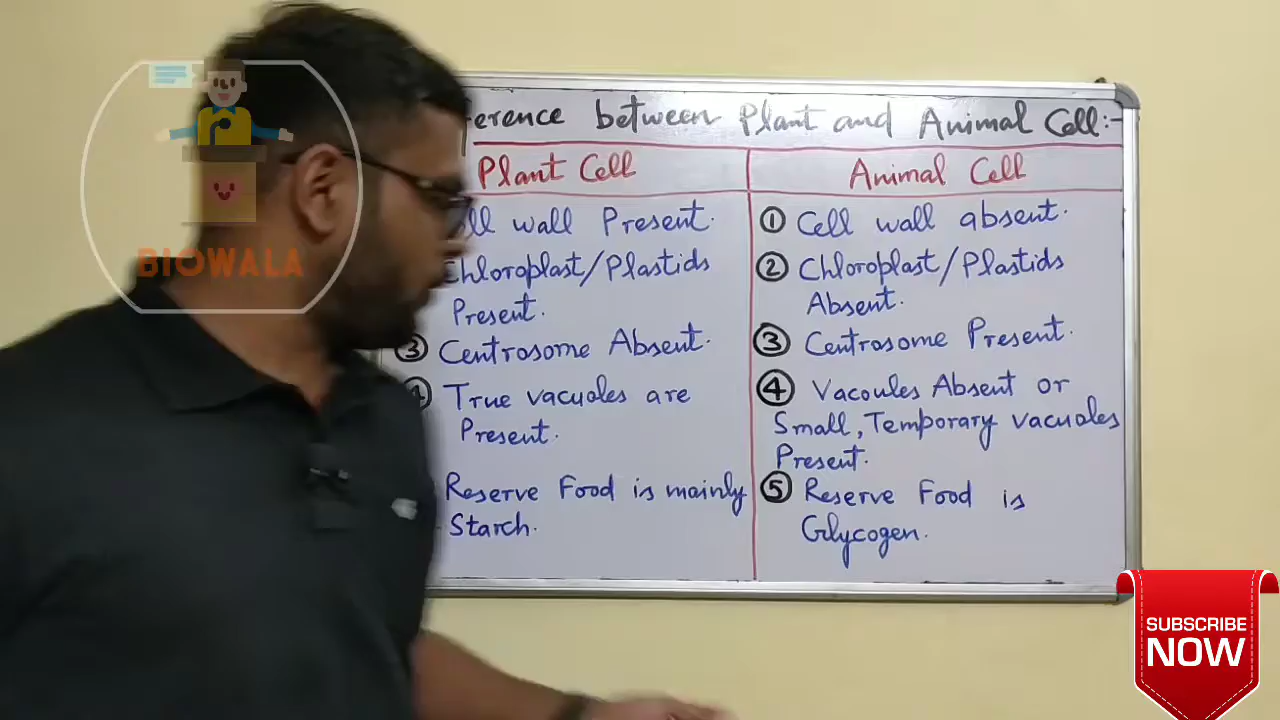 BIOWALA
erence between Plant and Animal Cell:-
Plant Cell
ell wall Present.
Chloroplast/Plastids
Present.
③ Centrosome Absent.
④ True vacuoles are
Present.
Reserve Food is mainly
Starch.
Animal Cell
① Cell wall absent.
② Chloroplast/Plastids
Absent.
③ Centrosome Present.
④ Vacoules Absent or
Small, Temporary vacuoles
Present.
⑤ Reserve Food is
Glycogen.
SUBSCRIBE
NOW